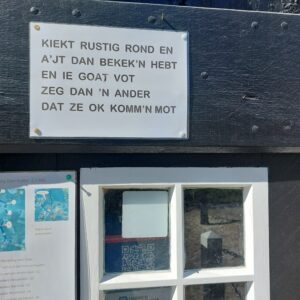 KIEKT RUSTIG ROND EN
A'JT DAN BEKEK'N HEBT
EN IE GOAT VOT
ZEG DAN 'N ANDER
DAT ZE OK KOMM'N MOT